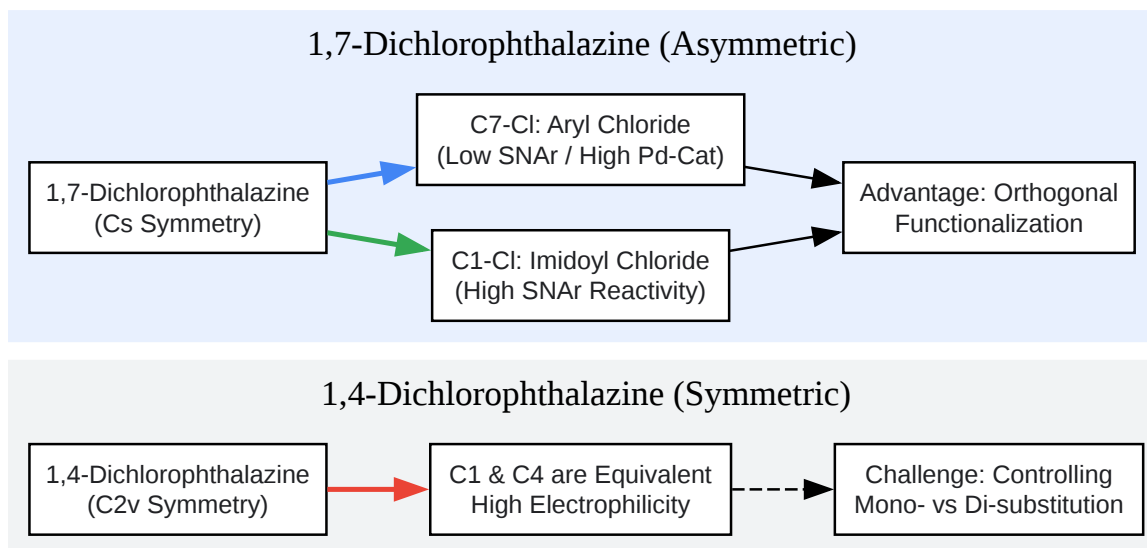 1,7-Dichlorophthalazine (Asymmetric)
C7-Cl: Aryl Chloride
(Low SNAr / High Pd-Cat)
1,7-Dichlorophthalazine
(Cs Symmetry)
Advantage: Orthogonal
Functionalization
C1-Cl: Imidoyl Chloride
(High SNAr Reactivity)
1,4-Dichlorophthalazine (Symmetric)
1,4-Dichlorophthalazine
(C2v Symmetry)
C1 & C4 are Equivalent
High Electrophilicity
Challenge: Controlling
Mono- vs Di-substitution